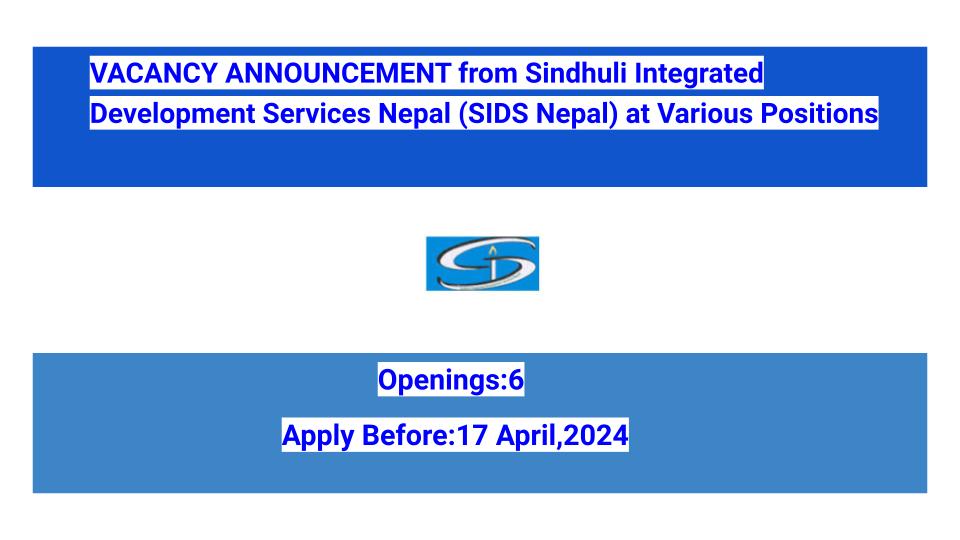 VACANCY ANNOUNCEMENT from Sindhuli Integrated
Development Services Nepal (SIDS Nepal) at Various Positions
Openings:6
Apply Before:17 April,2024